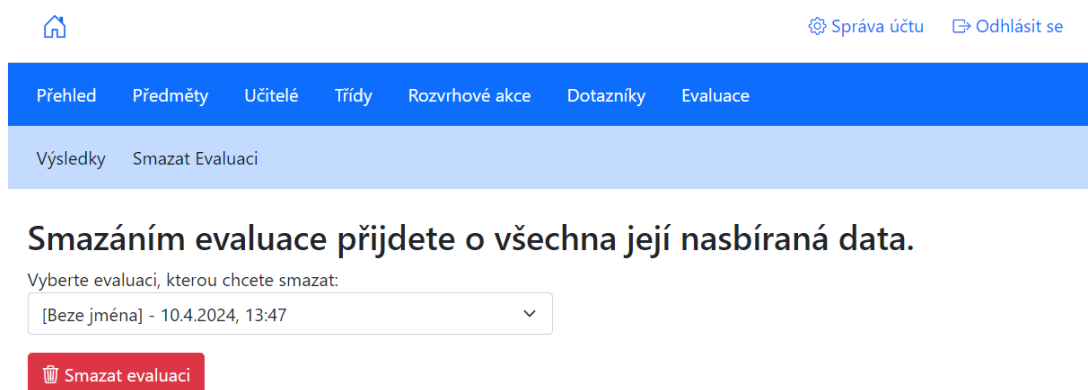 Správa účtu Odhlásit se
Přehled Předměty Učitelé Třídy Rozvrhové akce Dotazníky Evaluace
Výsledky Smazat Evaluaci
Smazáním evaluace přijdete o všechna její nasbíraná data.
Vyberte evaluaci, kterou chcete smazat:
[Beze jména] - 10.4.2024, 13:47
Smazat evaluaci